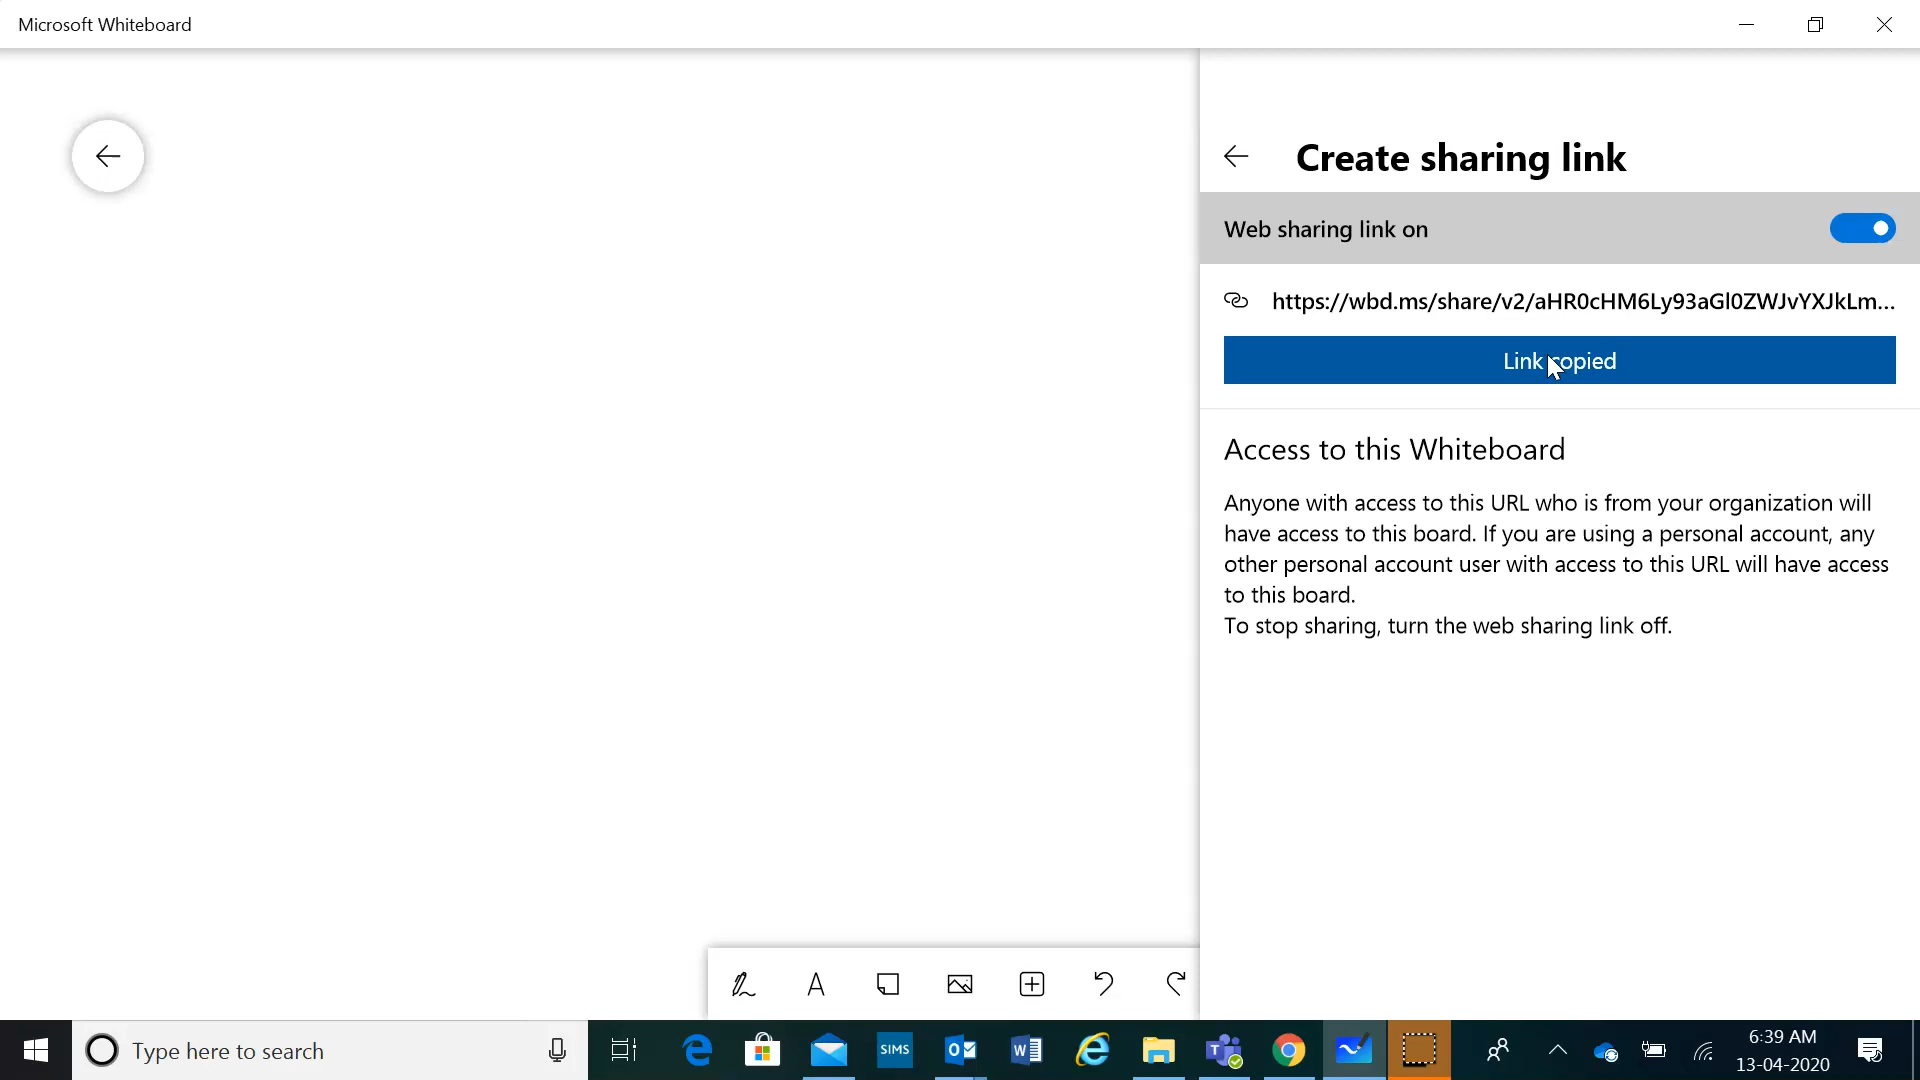 Microsoft Whiteboard
Create sharing link
Web sharing link on
https://wbd.ms/share/v2/aHR0cHM6Ly93aGl0ZWJvYXJkLm...
Link copied
Access to this Whiteboard
Anyone with access to this URL who is from your organization will
have access to this board. If you are using a personal account, any
other personal account user with access to this URL will have access
to this board.
To stop sharing, turn the web sharing link off.
Type here to search
SIMS
6:39 AM
13-04-2020